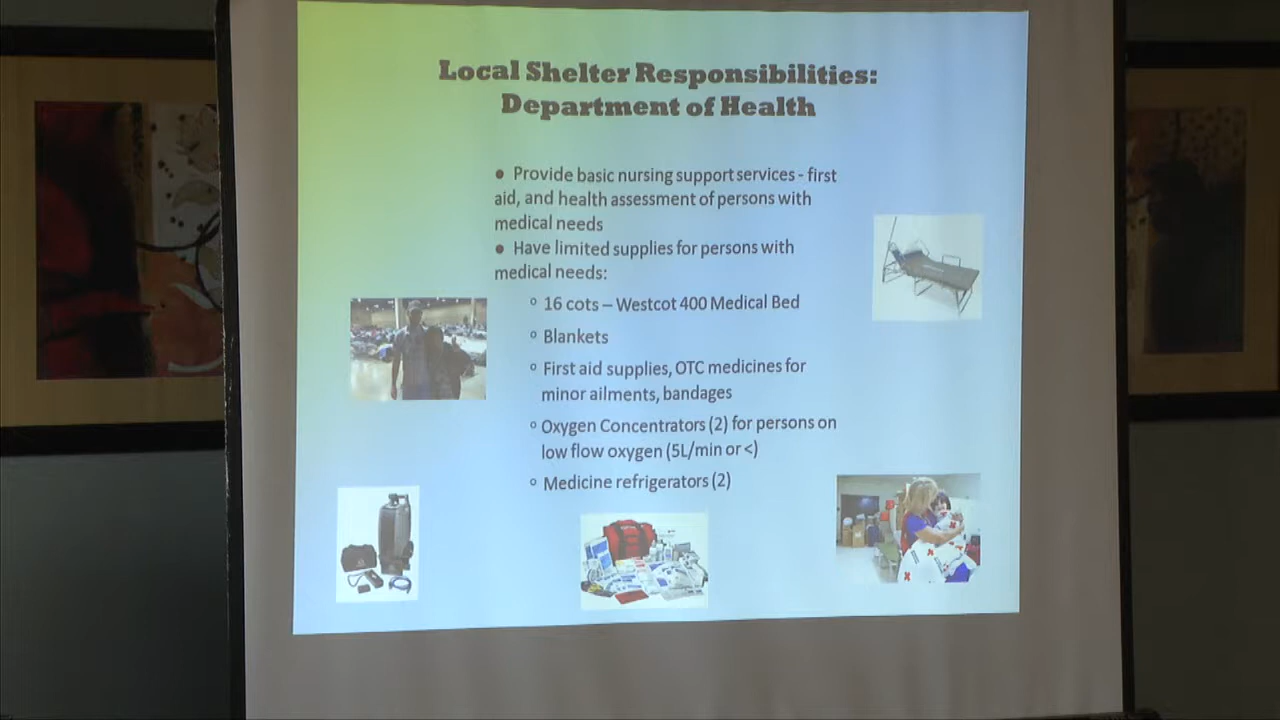 Local Shelter Responsibilities:
Department of Health
● Provide basic nursing support services - first
aid, and health assessment of persons with
medical needs
● Have limited supplies for persons with
medical needs:
○ 16 cots – Westcot 400 Medical Bed
○ Blankets
○ First aid supplies, OTC medicines for
minor ailments, bandages
○ Oxygen Concentrators (2) for persons on
low flow oxygen (5L/min or <)
○ Medicine refrigerators (2)